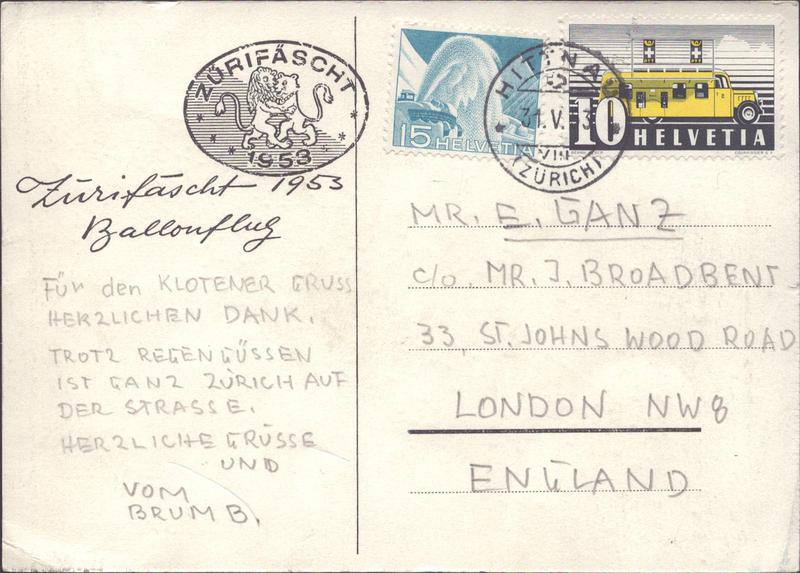 ZÜRIFÄSCHT
1953
Zürifäscht 1953
Ballonflug
FÜR den KLOTENER GRUSS
HERZLICHEN DANK.
TROTZ REGENGÜSSEN
IST GANZ ZÜRICH AUF
DER STRASSE.
HERZLICHE GRÜSSE
UND
VOM
BRUM B.
15 HELVETIA
10 HELVETIA
HITTNAU
31.V.53
(ZÜRICH)
MR. E. GANZ
c/o. MR. J. BROADBENT
33, ST. JOHNS WOOD ROAD
LONDON NW8
ENGLAND